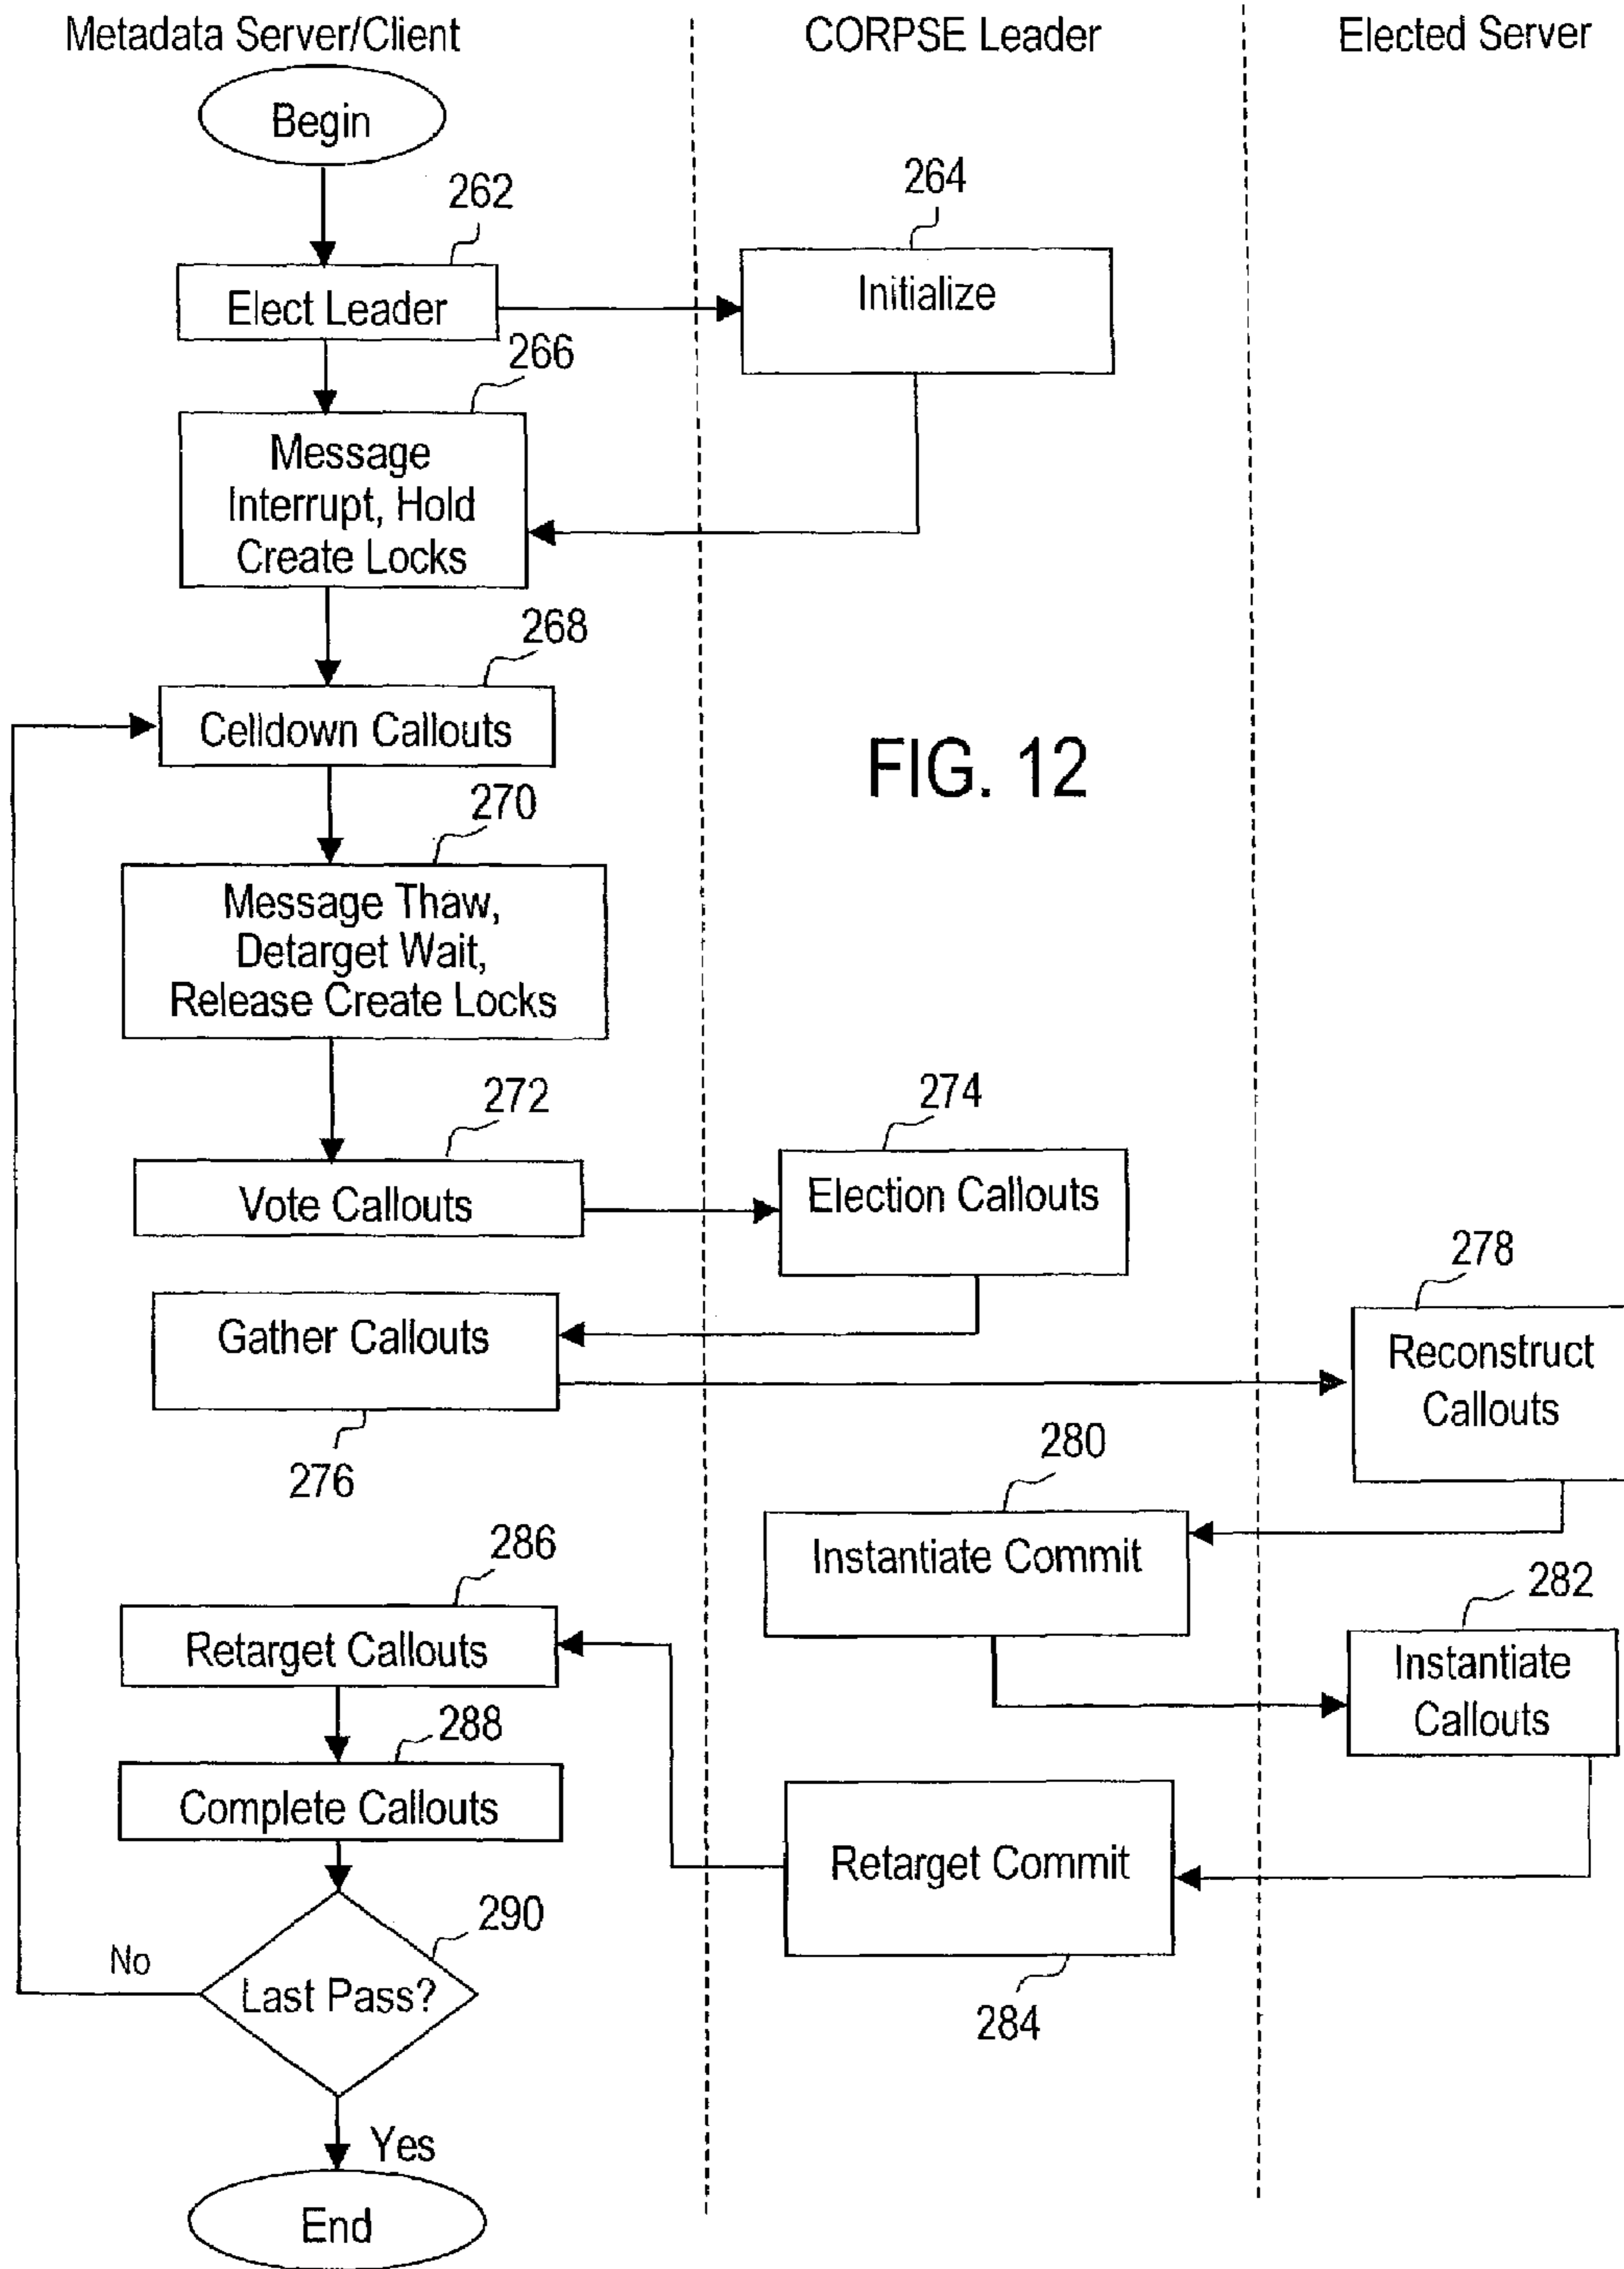 Metadata Server/Client
CORPSE Leader
Elected Server
Begin
262
264
Elect Leader
Initialize
266
Message
Interrupt, Hold
Create Locks
268
Celldown Callouts
FIG. 12
270
Message Thaw,
Detarget Wait,
Release Create Locks
272
274
Vote Callouts
Election Callouts
278
Gather Callouts
Reconstruct
Callouts
276
280
Instantiate Commit
286
282
Retarget Callouts
Instantiate
Callouts
288
Complete Callouts
Retarget Commit
290
No
Last Pass?
284
Yes
End